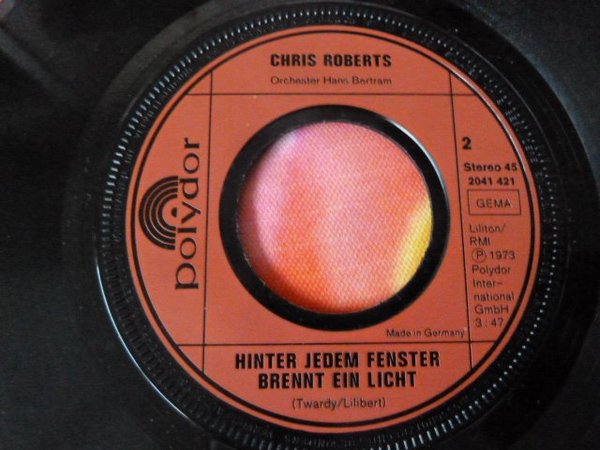 CHRIS ROBERTS
Orchester Hans Bertram
polydor
2
Stereo 45
2041 421
GEMA
Liliton/
RMI
Ⓟ 1973
Polydor
Inter-
national
GmbH
3:47
Made in Germany
HINTER JEDEM FENSTER
BRENNT EIN LICHT
(Twardy/Lilibert)